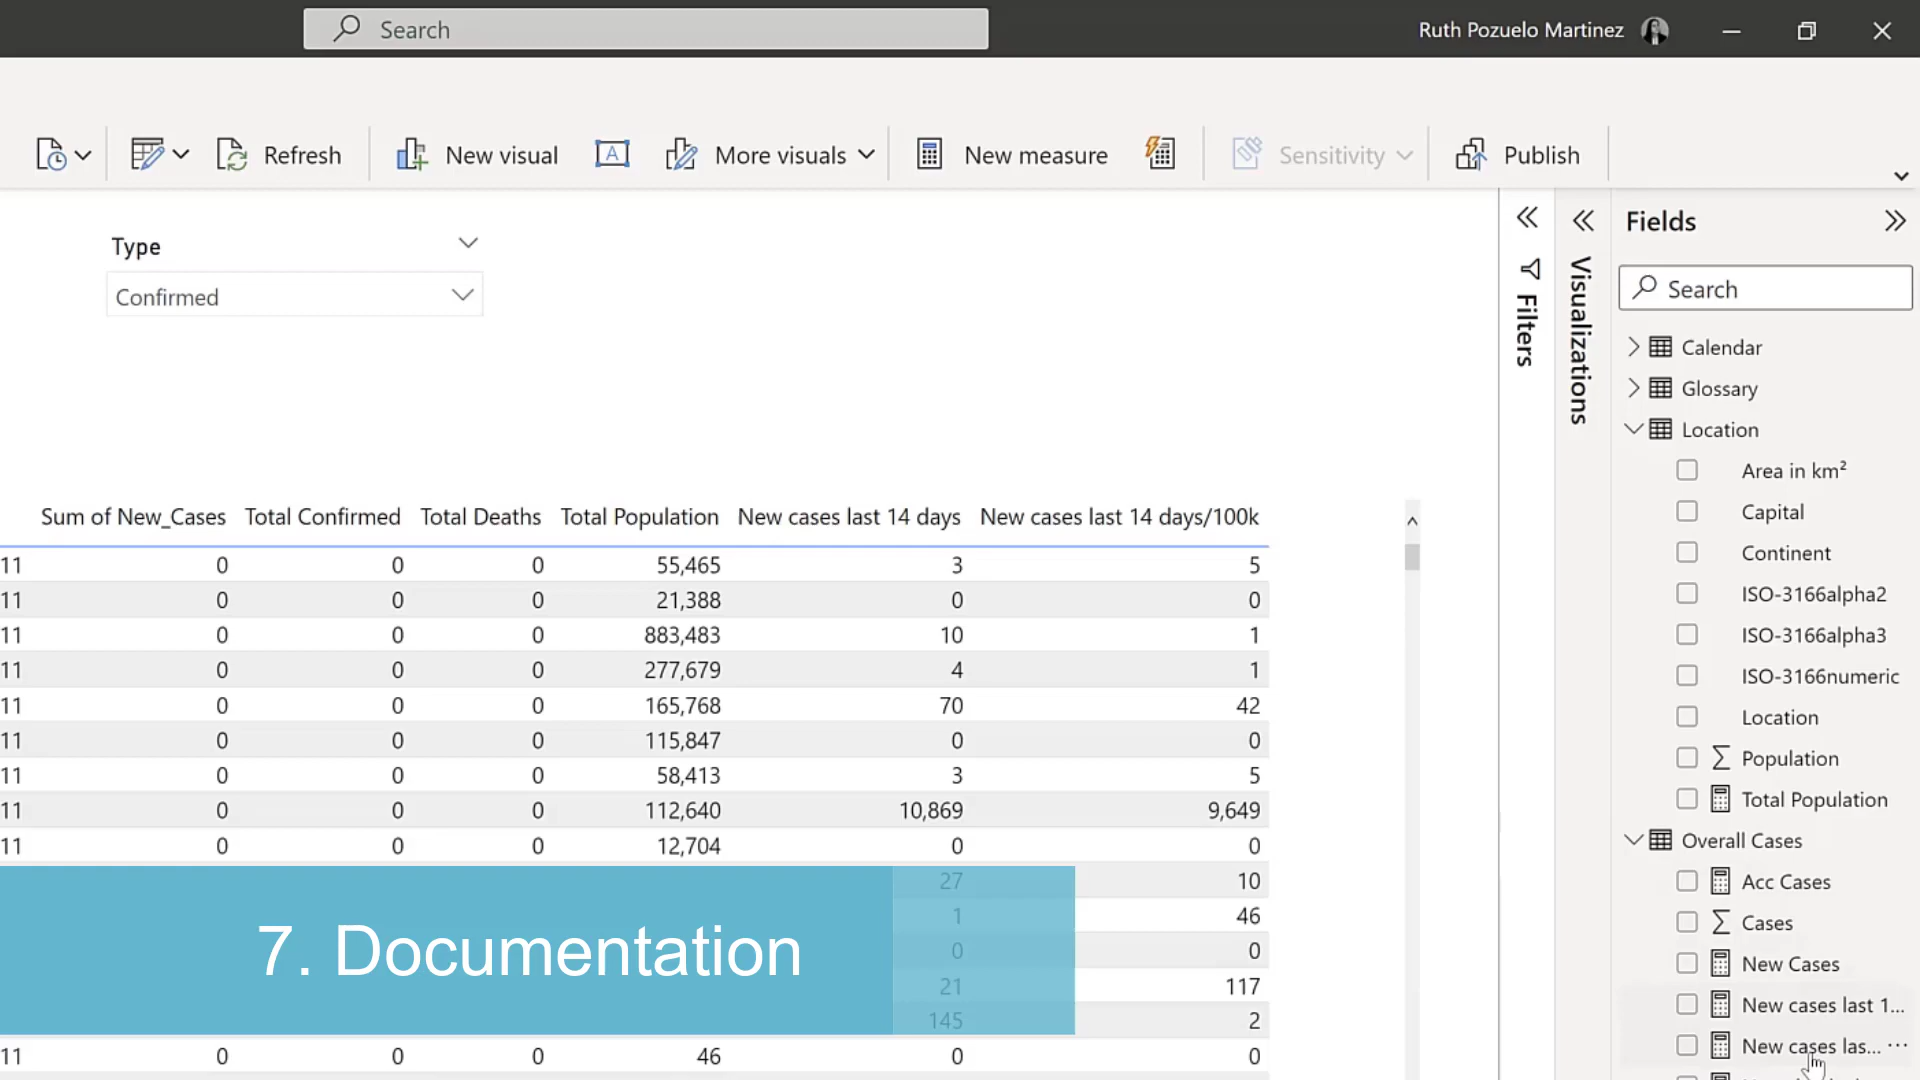 Search
Ruth Pozuelo Martinez
Refresh
New visual
More visuals
New measure
Sensitivity
Publish
Type
Confirmed
Filters
Visualizations
Fields
Search
Calendar
Glossary
Location
Area in km²
Capital
Continent
ISO-3166alpha2
ISO-3166alpha3
ISO-3166numeric
Location
Population
Total Population
Overall Cases
Acc Cases
Cases
New Cases
New cases last 1...
New cases las... ...
Sum of New_Cases Total Confirmed Total Deaths Total Population New cases last 14 days New cases last 14 days/100k
11 0 0 0 55,465 3 5
11 0 0 0 21,388 0 0
11 0 0 0 883,483 10 1
11 0 0 0 277,679 4 1
11 0 0 0 165,768 70 42
11 0 0 0 115,847 0 0
11 0 0 0 58,413 3 5
11 0 0 0 112,640 10,869 9,649
11 0 0 0 12,704 0 0
27 10
1 46
0 0
21 117
145 2
11 0 0 0 46 0 0
7. Documentation